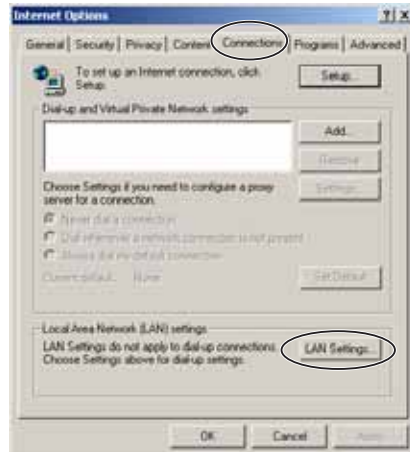 Internet Options
General Security Privacy Content Connections Programs Advanced
To set up an Internet connection, click
Setup.
Setup...
Dial-up and Virtual Private Network settings
Add...
Remove
Choose Settings if you need to configure a proxy
server for a connection.
Settings...
Never dial a connection
Dial whenever a network connection is not present
Always dial my default connection
Current default: None
Set Default
Local Area Network (LAN) settings
LAN Settings do not apply to dial-up connections.
Choose Settings above for dial-up settings.
LAN Settings...
OK Cancel Apply